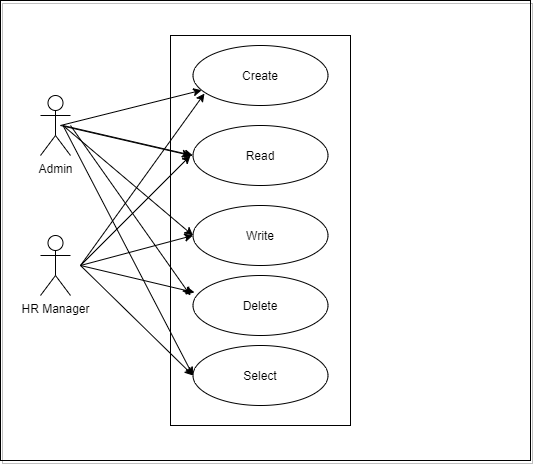 Create
Read
Admin
Write
HR Manager
Delete
Select